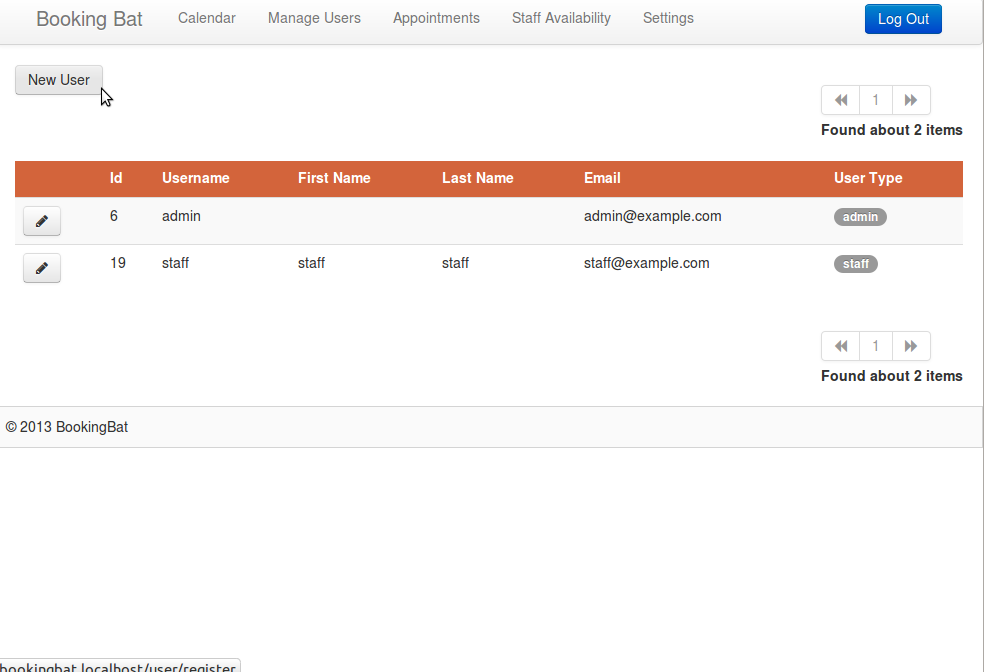 Booking Bat Calendar Manage Users Appointments Staff Availability Settings Log Out
New User
1
Found about 2 items
Id Username First Name Last Name Email User Type
6 admin admin@example.com admin
19 staff staff staff staff@example.com staff
1
Found about 2 items
© 2013 BookingBat
bookingbat.localhost/user/register